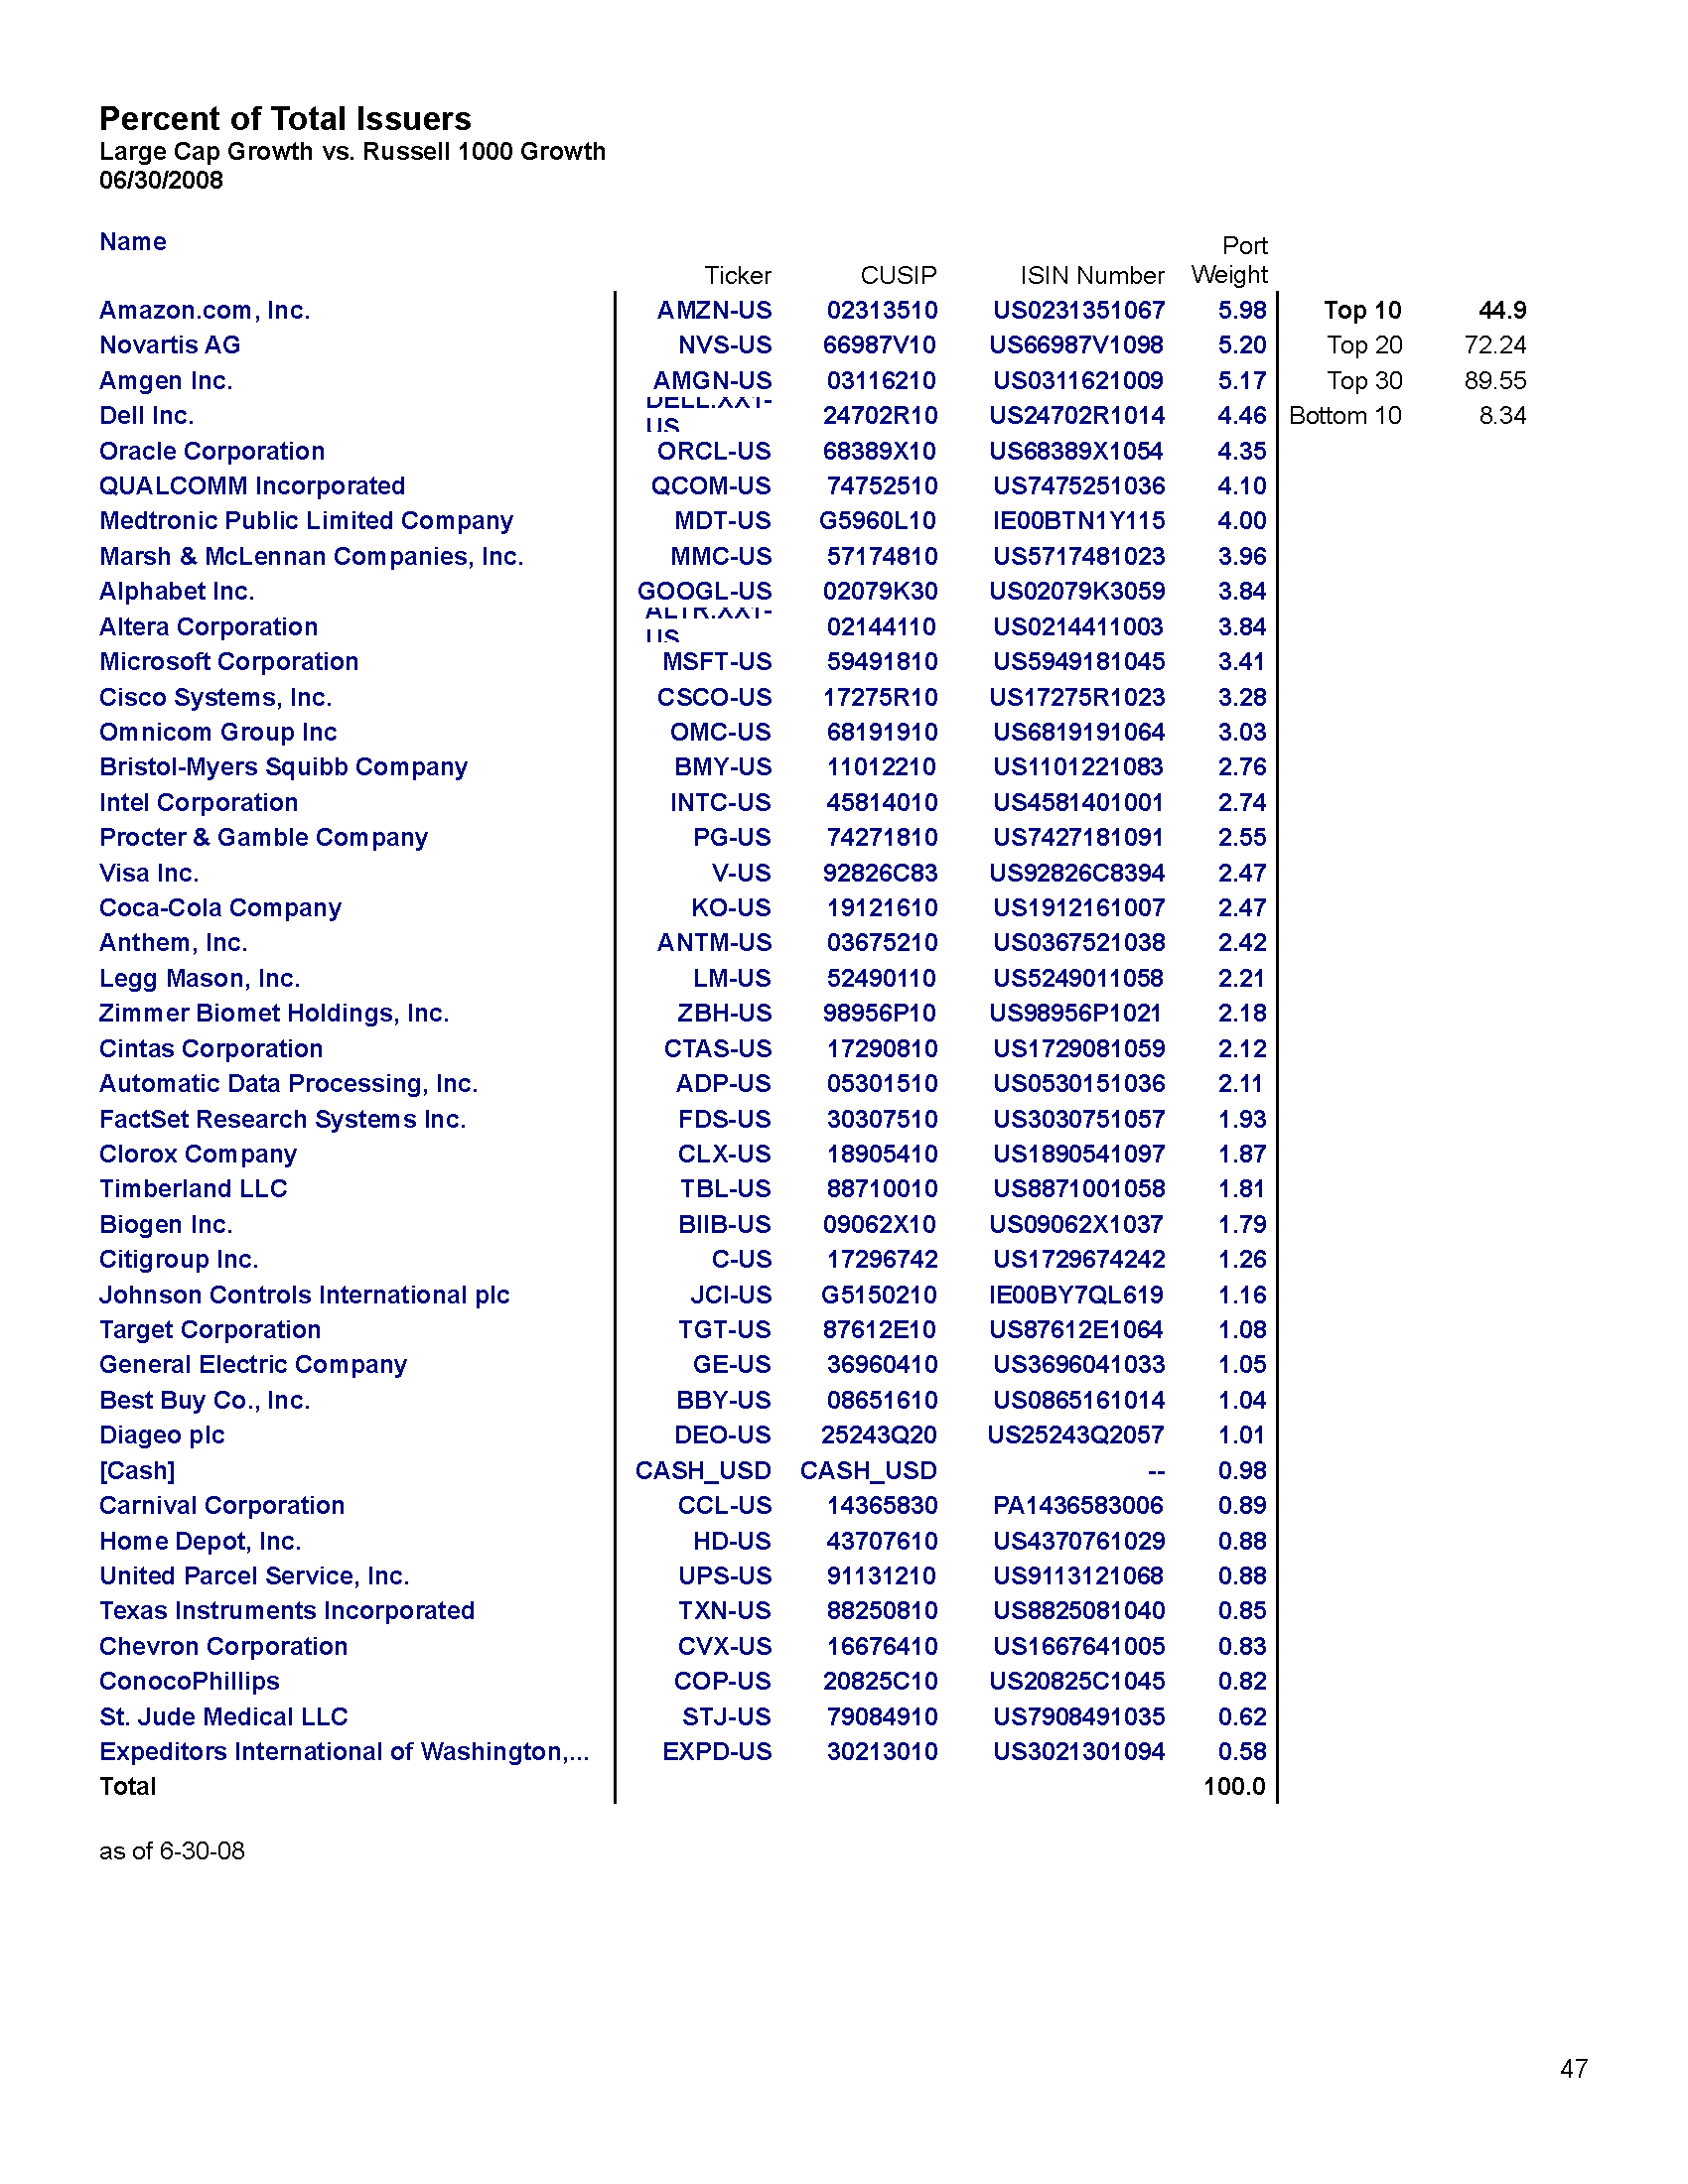 Percent of Total Issuers
Large Cap Growth vs. Russell 1000 Growth
06/30/2008
Name Ticker CUSIP ISIN Number Port Weight
Amazon.com, Inc. AMZN-US 02313510 US0231351067 5.98 Top 10 44.9
Novartis AG NVS-US 66987V10 US66987V1098 5.20 Top 20 72.24
Amgen Inc. AMGN-US 03116210 US0311621009 5.17 Top 30 89.55
Dell Inc. DELL.XX1-US 24702R10 US24702R1014 4.46 Bottom 10 8.34
Oracle Corporation ORCL-US 68389X10 US68389X1054 4.35
QUALCOMM Incorporated QCOM-US 74752510 US7475251036 4.10
Medtronic Public Limited Company MDT-US G5960L10 IE00BTN1Y115 4.00
Marsh & McLennan Companies, Inc. MMC-US 57174810 US5717481023 3.96
Alphabet Inc. GOOGL-US 02079K30 US02079K3059 3.84
Altera Corporation ALTR.XX1-US 02144110 US0214411003 3.84
Microsoft Corporation MSFT-US 59491810 US5949181045 3.41
Cisco Systems, Inc. CSCO-US 17275R10 US17275R1023 3.28
Omnicom Group Inc OMC-US 68191910 US6819191064 3.03
Bristol-Myers Squibb Company BMY-US 11012210 US1101221083 2.76
Intel Corporation INTC-US 45814010 US4581401001 2.74
Procter & Gamble Company PG-US 74271810 US7427181091 2.55
Visa Inc. V-US 92826C83 US92826C8394 2.47
Coca-Cola Company KO-US 19121610 US1912161007 2.47
Anthem, Inc. ANTM-US 03675210 US0367521038 2.42
Legg Mason, Inc. LM-US 52490110 US5249011058 2.21
Zimmer Biomet Holdings, Inc. ZBH-US 98956P10 US98956P1021 2.18
Cintas Corporation CTAS-US 17290810 US1729081059 2.12
Automatic Data Processing, Inc. ADP-US 05301510 US0530151036 2.11
FactSet Research Systems Inc. FDS-US 30307510 US3030751057 1.93
Clorox Company CLX-US 18905410 US1890541097 1.87
Timberland LLC TBL-US 88710010 US8871001058 1.81
Biogen Inc. BIIB-US 09062X10 US09062X1037 1.79
Citigroup Inc. C-US 17296742 US1729674242 1.26
Johnson Controls International plc JCI-US G5150210 IE00BY7QL619 1.16
Target Corporation TGT-US 87612E10 US87612E1064 1.08
General Electric Company GE-US 36960410 US3696041033 1.05
Best Buy Co., Inc. BBY-US 08651610 US0865161014 1.04
Diageo plc DEO-US 25243Q20 US25243Q2057 1.01
[Cash] CASH_USD CASH_USD -- 0.98
Carnival Corporation CCL-US 14365830 PA1436583006 0.89
Home Depot, Inc. HD-US 43707610 US4370761029 0.88
United Parcel Service, Inc. UPS-US 91131210 US9113121068 0.88
Texas Instruments Incorporated TXN-US 88250810 US8825081040 0.85
Chevron Corporation CVX-US 16676410 US1667641005 0.83
ConocoPhillips COP-US 20825C10 US20825C1045 0.82
St. Jude Medical LLC STJ-US 79084910 US7908491035 0.62
Expeditors International of Washington,... EXPD-US 30213010 US3021301094 0.58
Total 100.0
as of 6-30-08
47